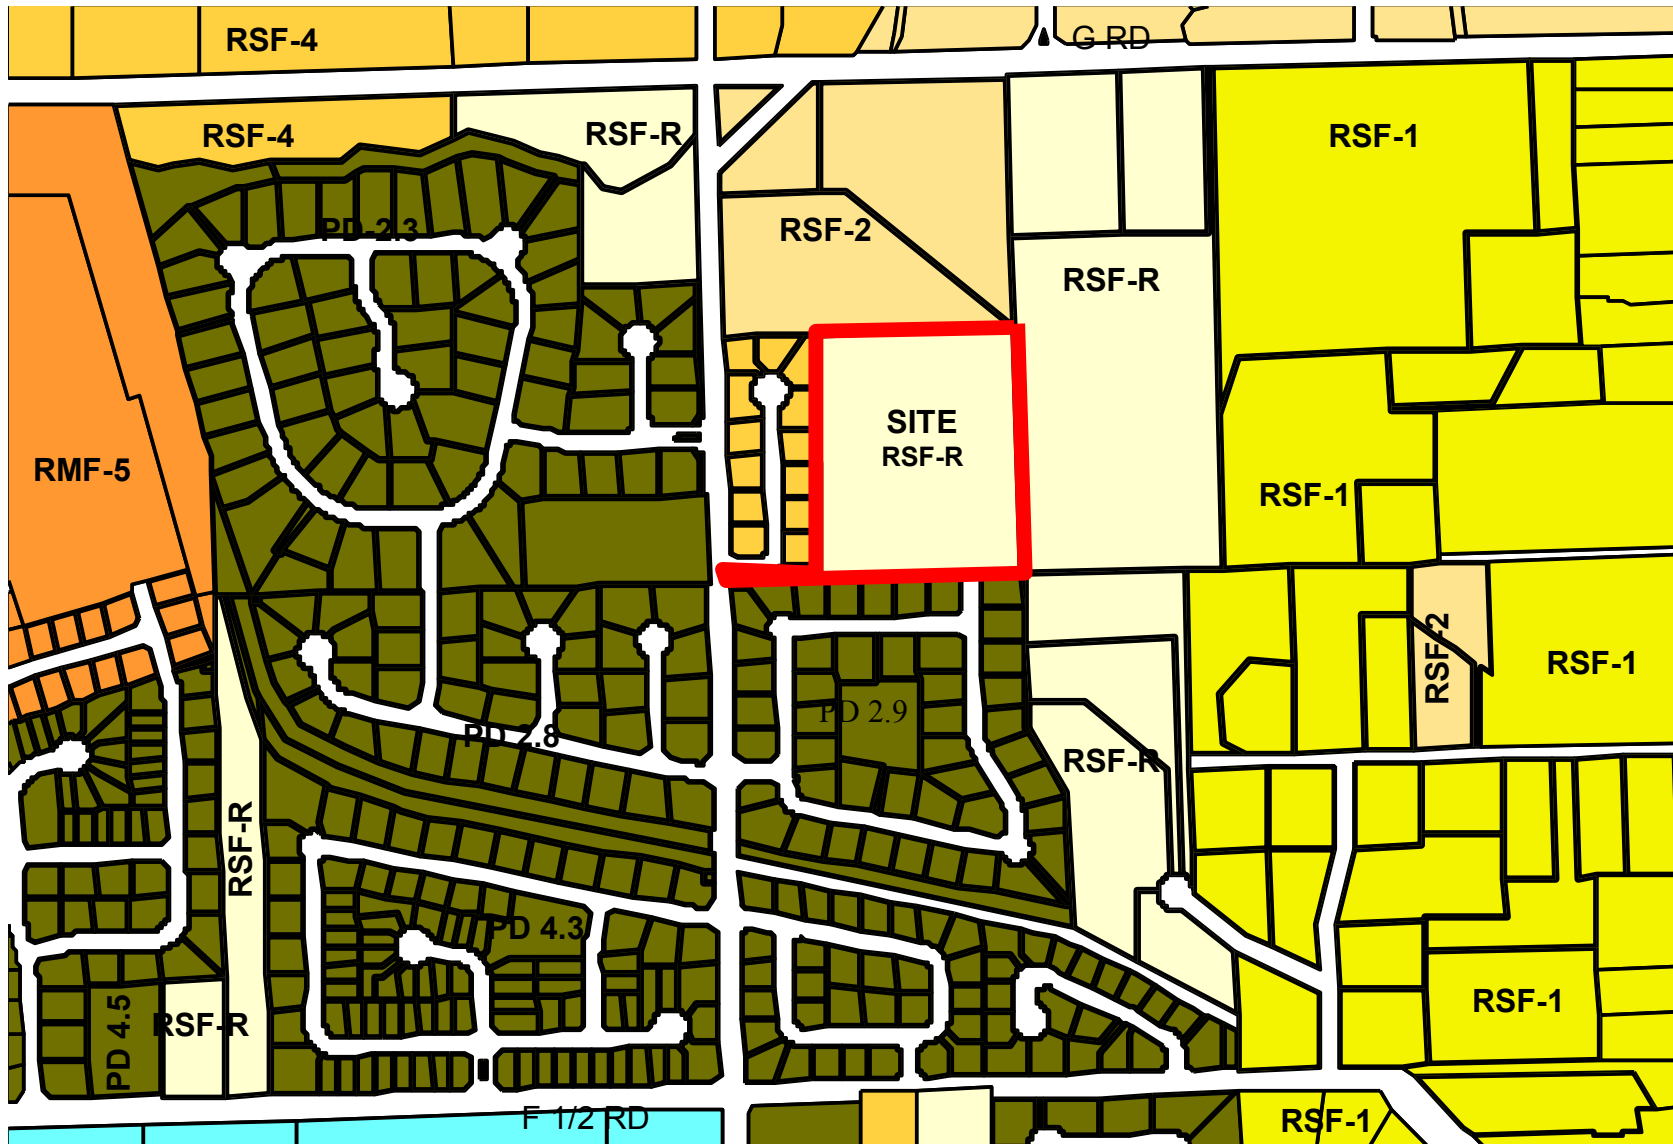 RSF-4
G RD
RSF-4
RSF-R
RSF-1
PD-2.3
RSF-2
RSF-R
SITE
RSF-R
RMF-5
RSF-1
RSF-2
RSF-1
PD 2.9
PD 2.8
RSF-R
RSF-R
PD 4.3
RSF-1
PD 4.5
RSF-R
F 1/2 RD
RSF-1